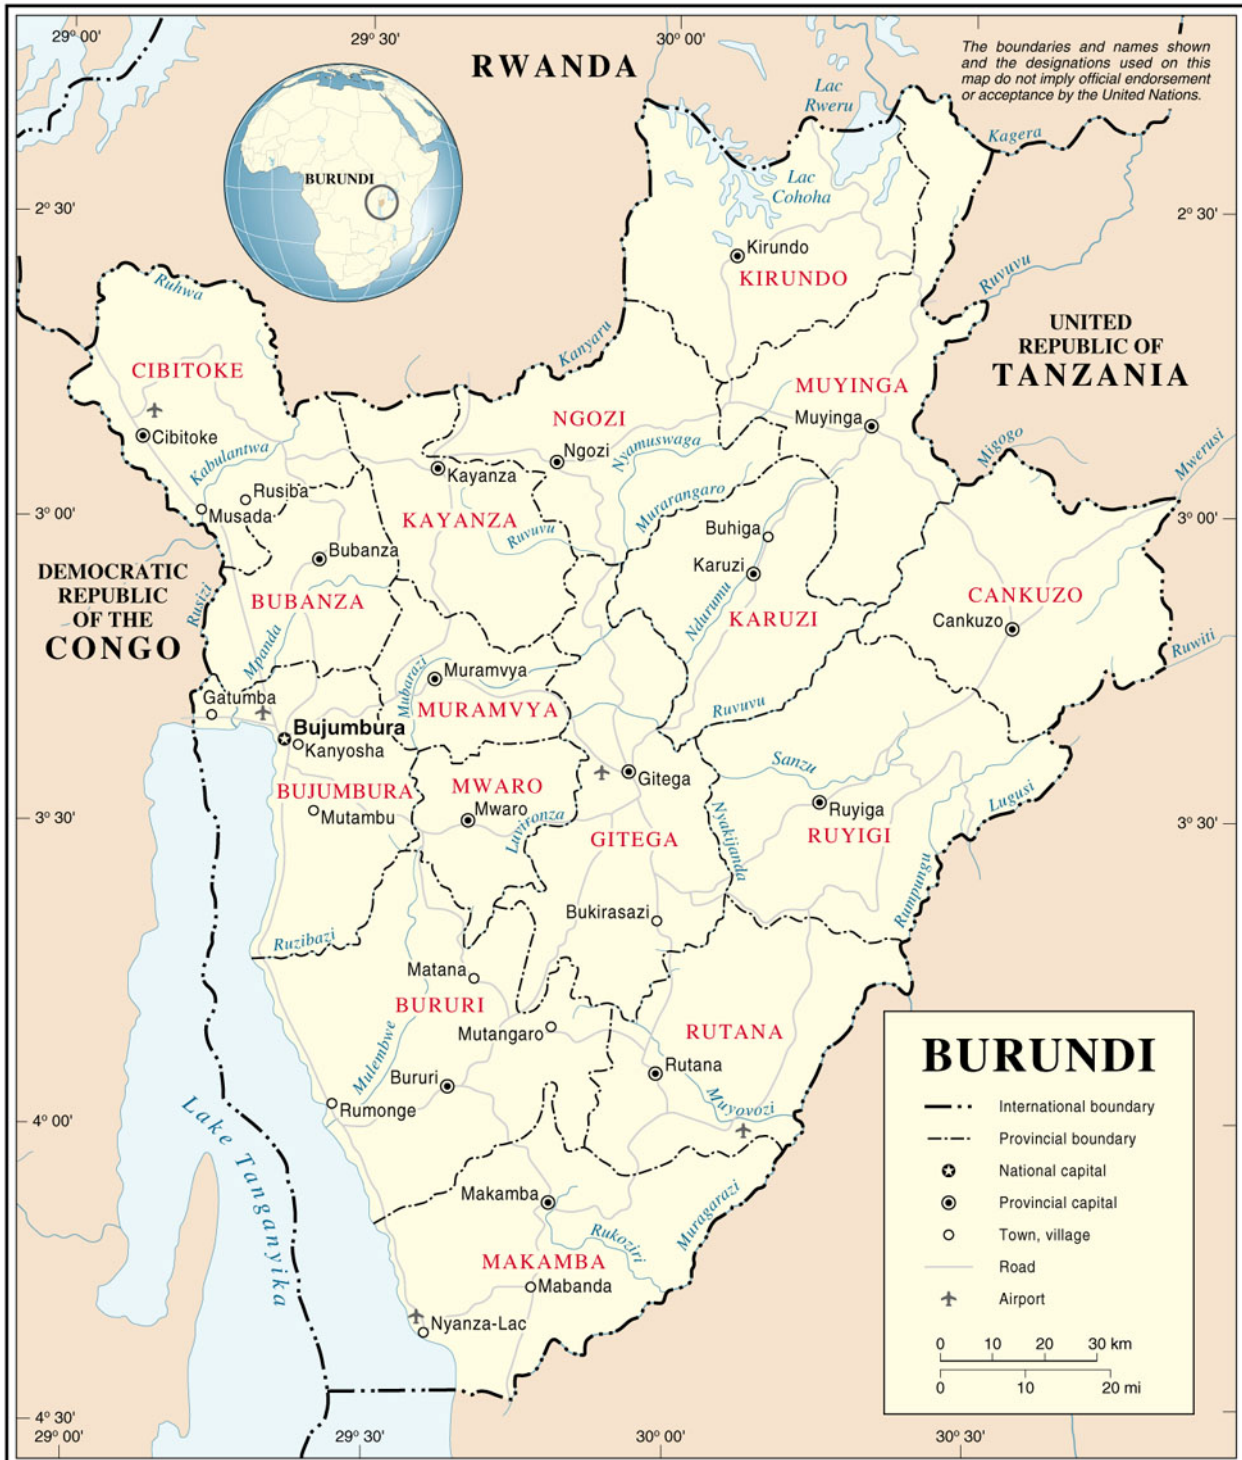 29° 00'
29° 30'
30° 00'
RWANDA
The boundaries and names shown
and the designations used on this
map do not imply official endorsement
or acceptance by the United Nations.
Lac
Rweru
Kagera
BURUNDI
Lac
Cohoha
2° 30'
2° 30'
Kirundo
KIRUNDO
Ruhwa
Ruvuvu
Kanyaru
UNITED
REPUBLIC OF
TANZANIA
CIBITOKE
MUYINGA
NGOZI
Muyinga
Cibitoke
Kabulantwa
Ngozi
Nyamuswaga
Migogo
Mwerusi
Kayanza
Rusiba
Musada
Murarangaro
3° 00'
3° 00'
KAYANZA
Ruvuvu
Buhiga
Bubanza
Karuzi
DEMOCRATIC
REPUBLIC
OF THE
CONGO
Rusizi
BUBANZA
Ndurumu
KARUZI
CANKUZO
Cankuzo
Mpanda
Ruwiti
Mubarazi
Muramvya
Gatumba
MURAMVYA
Ruvuvu
Bujumbura
Kanyosha
Sanzu
Gitega
BUJUMBURA
MWARO
Lugusi
Mutambu
Mwaro
Ruyiga
3° 30'
3° 30'
Luvironza
GITEGA
Nyakijanda
RUYIGI
Rumpungu
Bukirasazi
Ruzibazi
Matana
BURURI
Mutangaro
RUTANA
Mulembwe
Bururi
Rutana
Rumonge
Muyovozi
4° 00'
Lake Tanganyika
Makamba
Muragarazi
Rukoziri
MAKAMBA
Mabanda
Nyanza-Lac
BURUNDI
International boundary
Provincial boundary
National capital
Provincial capital
Town, village
Road
Airport
0 10 20 30 km
0 10 20 mi
4° 30'
29° 00'
29° 30'
30° 00'
30° 30'